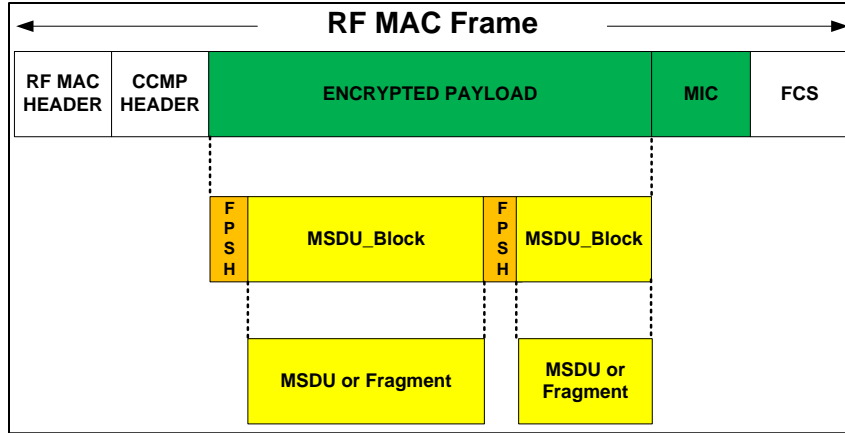 RF MAC Frame
RF MAC
HEADER
CCMP
HEADER
ENCRYPTED PAYLOAD
MIC
FCS
F
P
S
H
MSDU_Block
F
P
S
H
MSDU_Block
MSDU or Fragment
MSDU or
Fragment